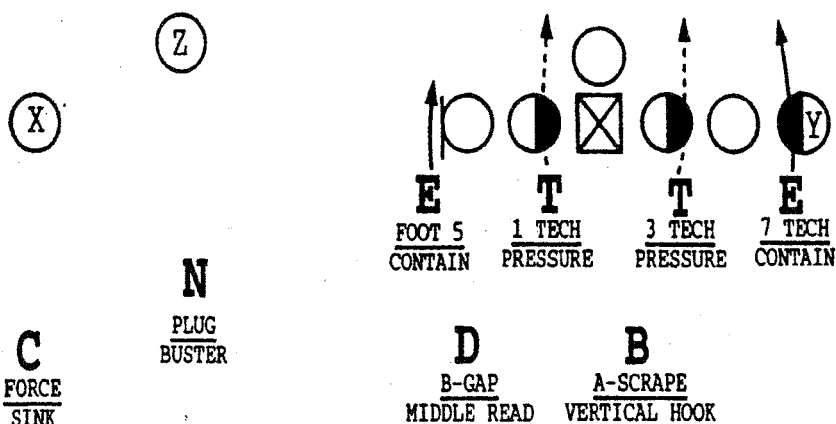 Z
X
Y
E
T
T
E
FOOT 5
CONTAIN
1 TECH
PRESSURE
3 TECH
PRESSURE
7 TECH
CONTAIN
N
PLUG
BUSTER
C
FORCE
SINK
D
B-GAP
MIDDLE READ
B
A-SCRAPE
VERTICAL HOOK